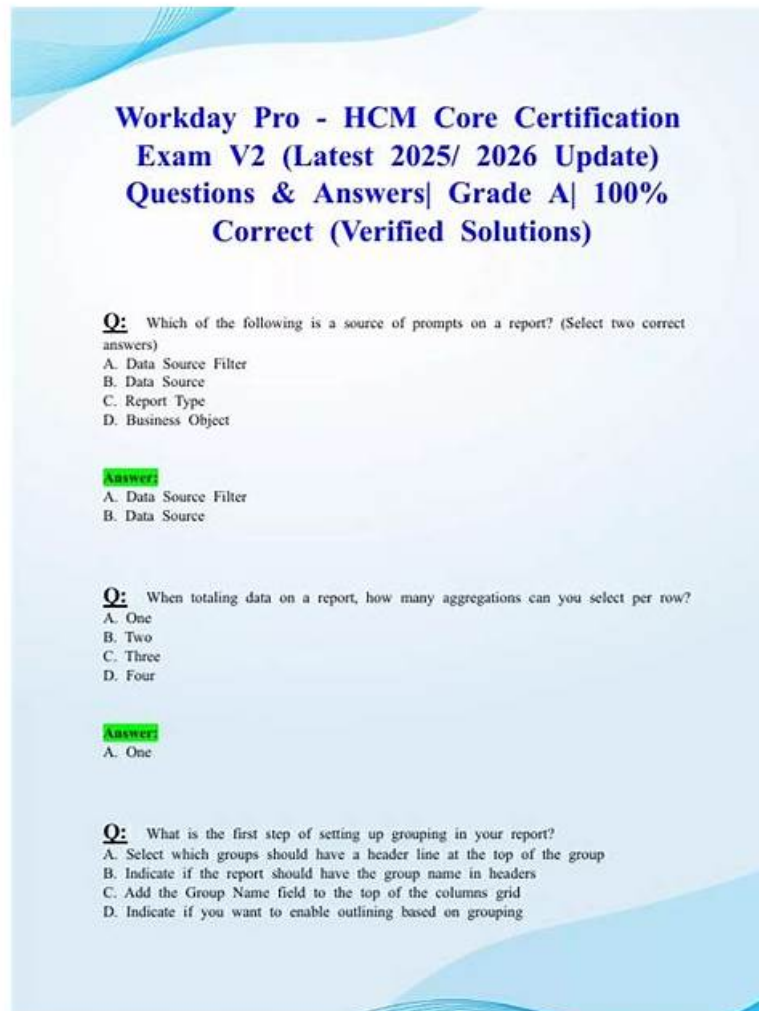 Workday Pro - HCM Core Certification
Exam V2 (Latest 2025/ 2026 Update)
Questions & Answers| Grade A| 100%
Correct (Verified Solutions)
Q: Which of the following is a source of prompts on a report? (Select two correct
answers)
A. Data Source Filter
B. Data Source
C. Report Type
D. Business Object
Answer:
A. Data Source Filter
B. Data Source
Q: When totaling data on a report, how many aggregations can you select per row?
A. One
B. Two
C. Three
D. Four
Answer:
A. One
Q: What is the first step of setting up grouping in your report?
A. Select which groups should have a header line at the top of the group
B. Indicate if the report should have the group name in headers
C. Add the Group Name field to the top of the columns grid
D. Indicate if you want to enable outlining based on grouping